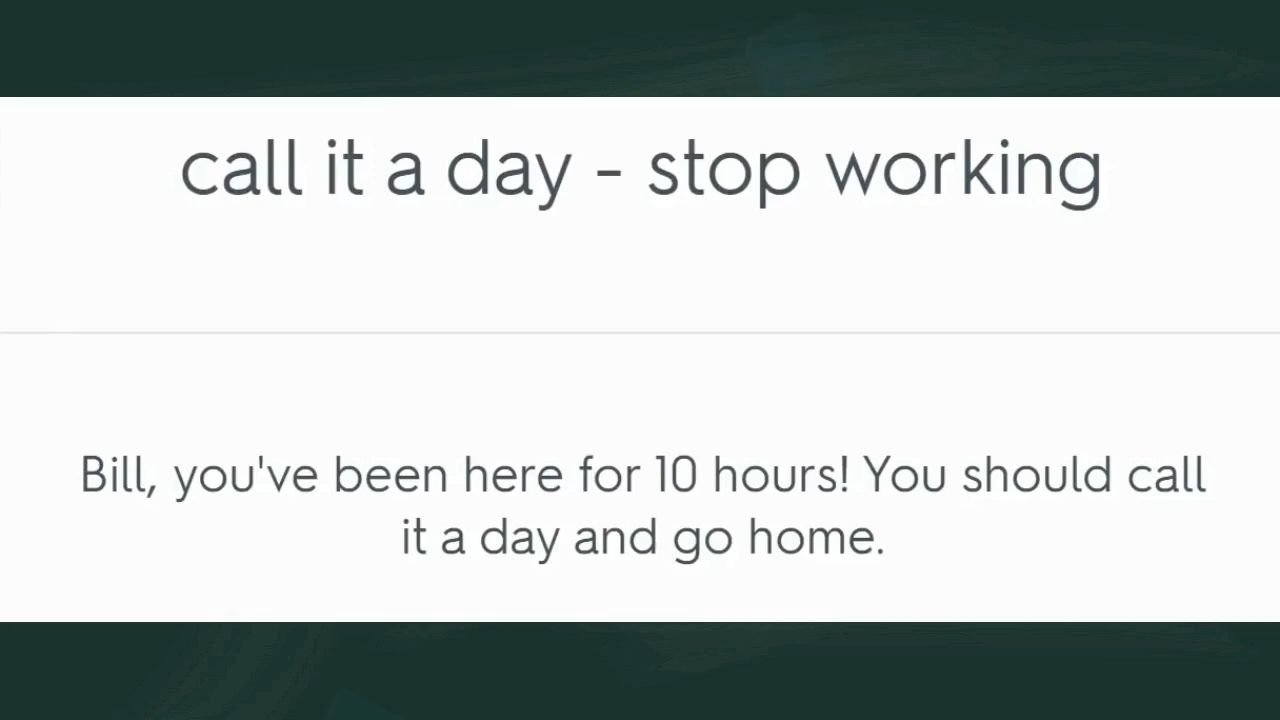 call it a day - stop working
Bill, you've been here for 10 hours! You should call
it a day and go home.